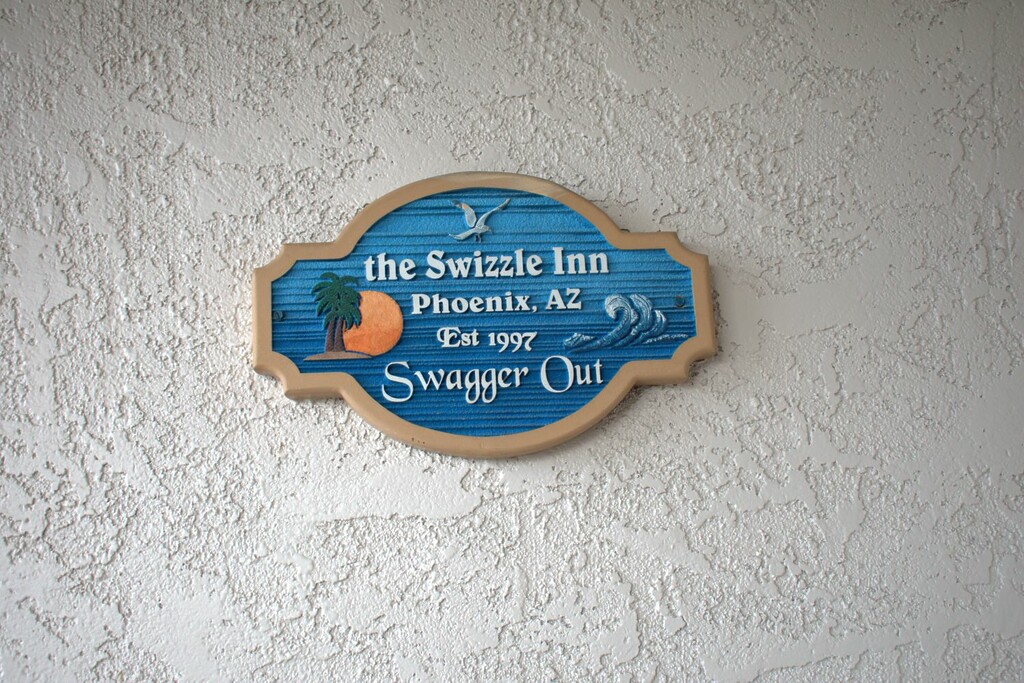 the Swizzle Inn
Phoenix, AZ
Est 1997
Swagger Out